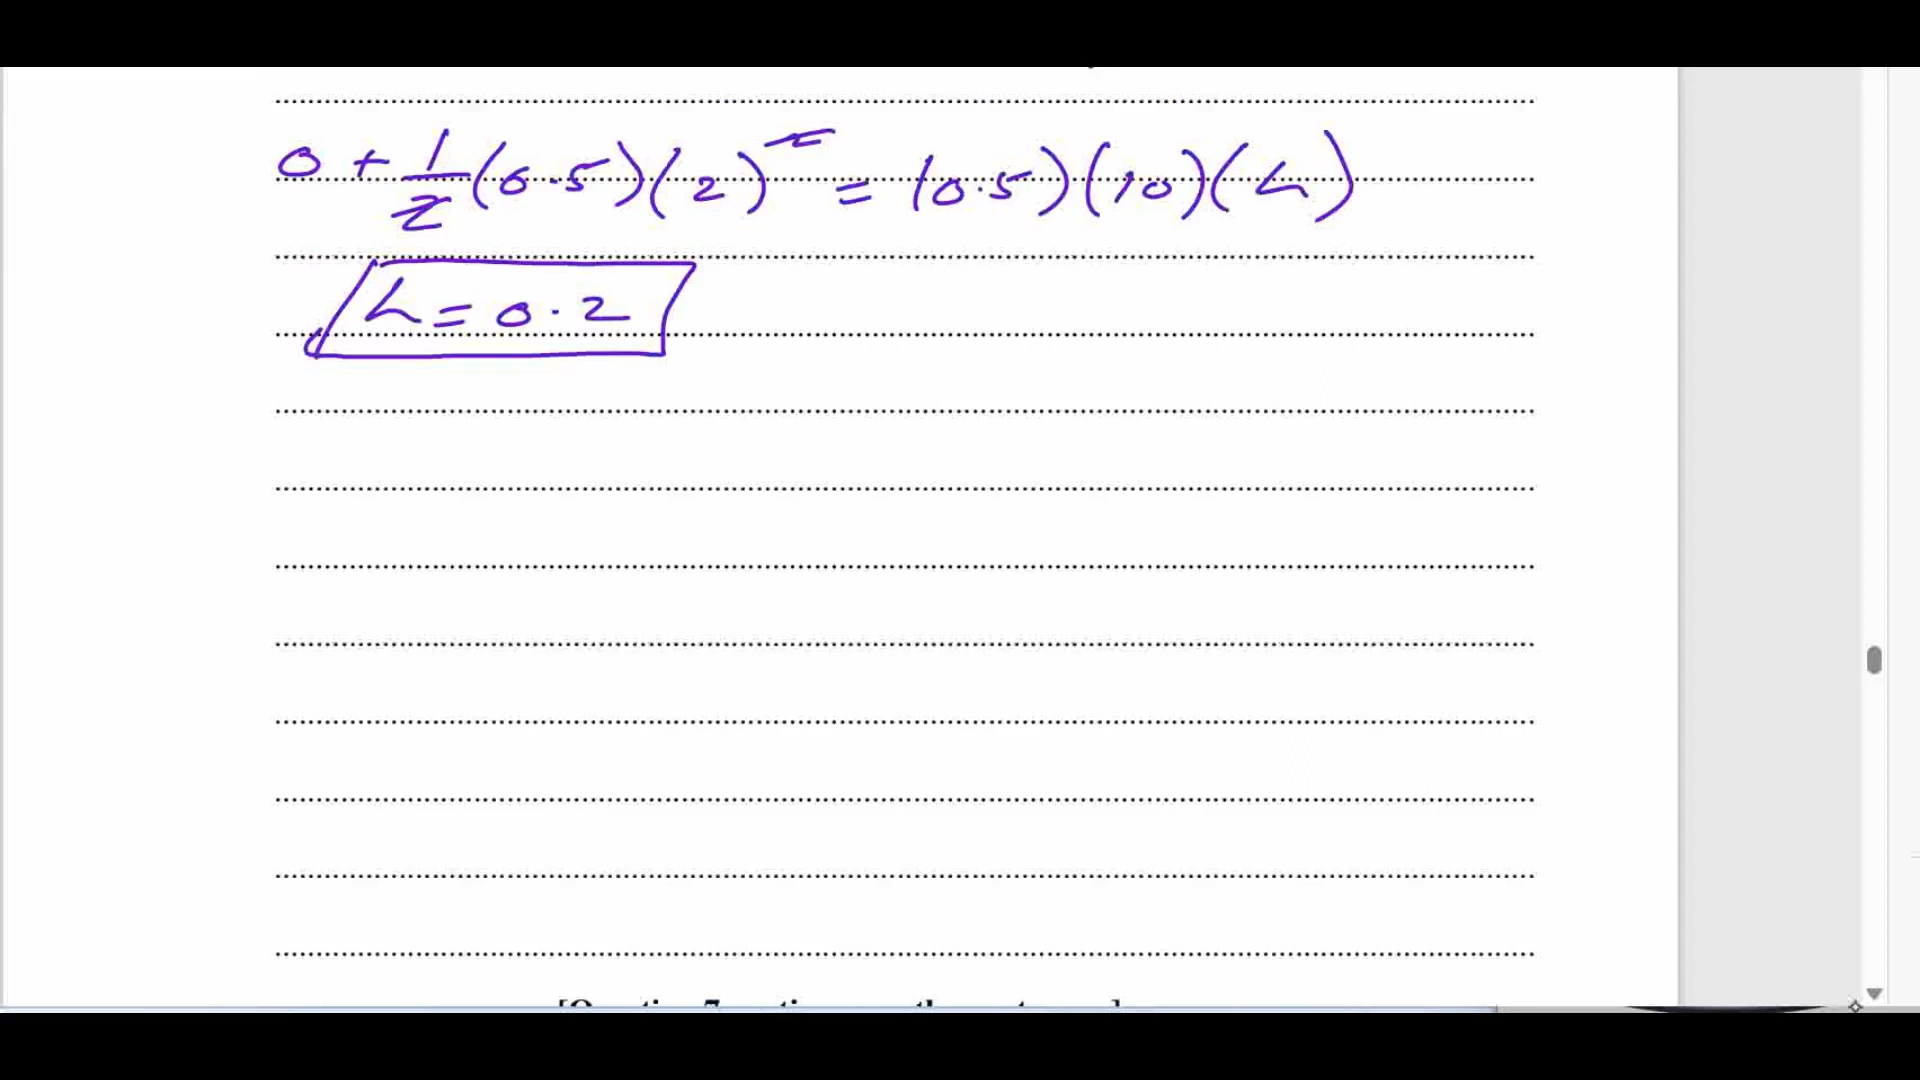 0 + 1/2 (0.5)(2)² = (0.5)(10)(h)
h = 0.2